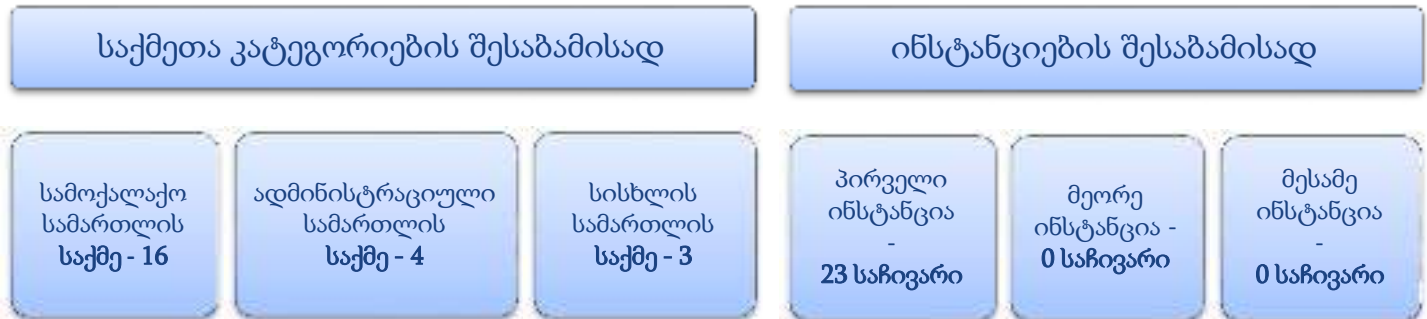 საქმეთა კატეგორიების შესაბამისად
სამოქალაქო
სამართლის
საქმე - 16
ადმინისტრაციული
სამართლის
საქმე - 4
სისხლის
სამართლის
საქმე - 3
ინსტანციების შესაბამისად
პირველი
ინსტანცია
-
23 საჩივარი
მეორე
ინსტანცია -
0 საჩივარი
მესამე
ინსტანცია
-
0 საჩივარი